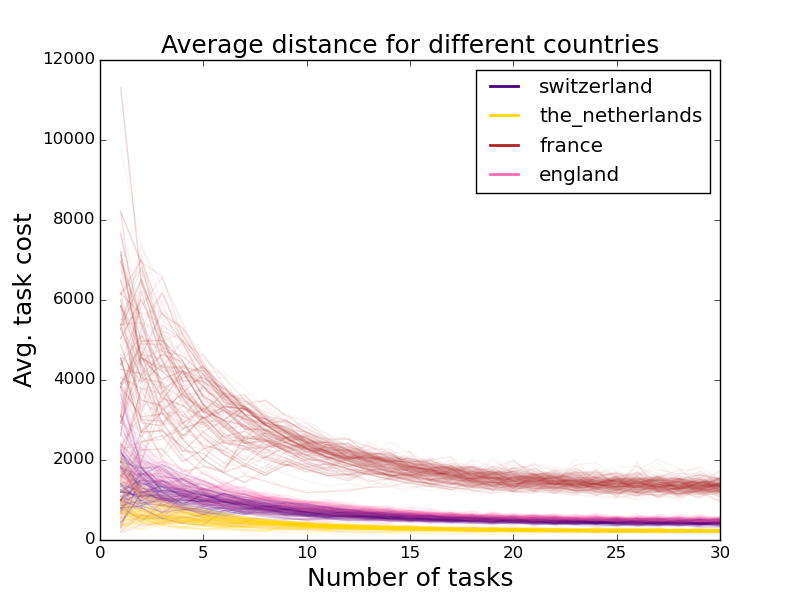 Average distance for different countries
12000
10000
8000
6000
4000
2000
0
Avg. task cost
switzerland
the_netherlands
france
england
0 5 10 15 20 25 30
Number of tasks